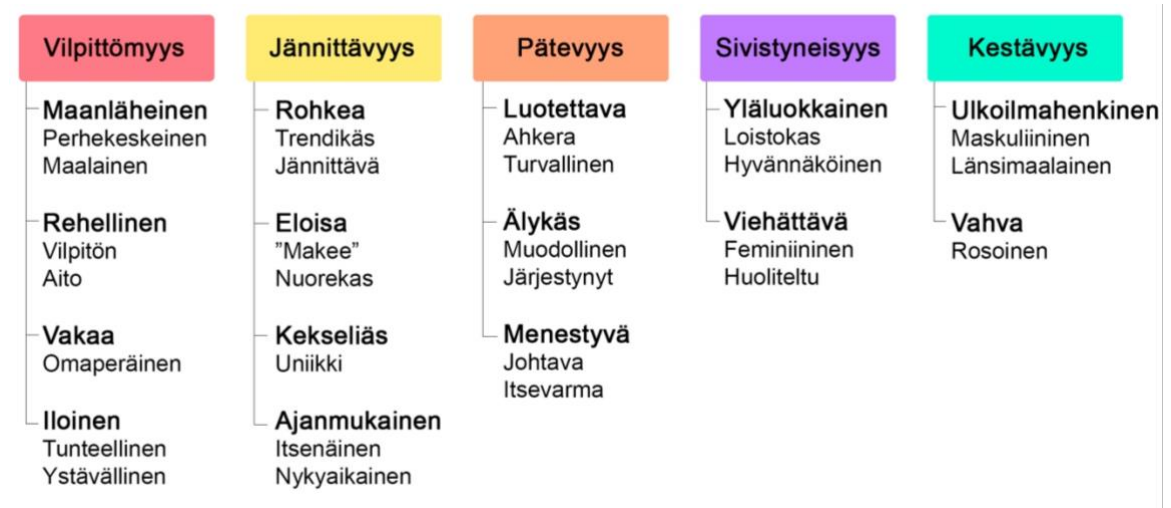 Vilpittömyys
Maanläheinen
Perhekeskeinen
Maalainen
Rehellinen
Vilpitön
Aito
Vakaa
Omaperäinen
Iloinen
Tunteellinen
Ystävällinen
Jännittävyys
Rohkea
Trendikäs
Jännittävä
Eloisa
”Makee”
Nuorekas
Kekseliäs
Uniikki
Ajanmukainen
Itsenäinen
Nykyaikainen
Pätevyys
Luotettava
Ahkera
Turvallinen
Älykäs
Muodollinen
Järjestynyt
Menestyvä
Johtava
Itsevarma
Sivistyneisyys
Yläluokkainen
Loistokas
Hyvännäköinen
Viehättävä
Feminiininen
Huoliteltu
Kestävyys
Ulkoilmahenkinen
Maskuliininen
Länsimaalainen
Vahva
Rosoinen